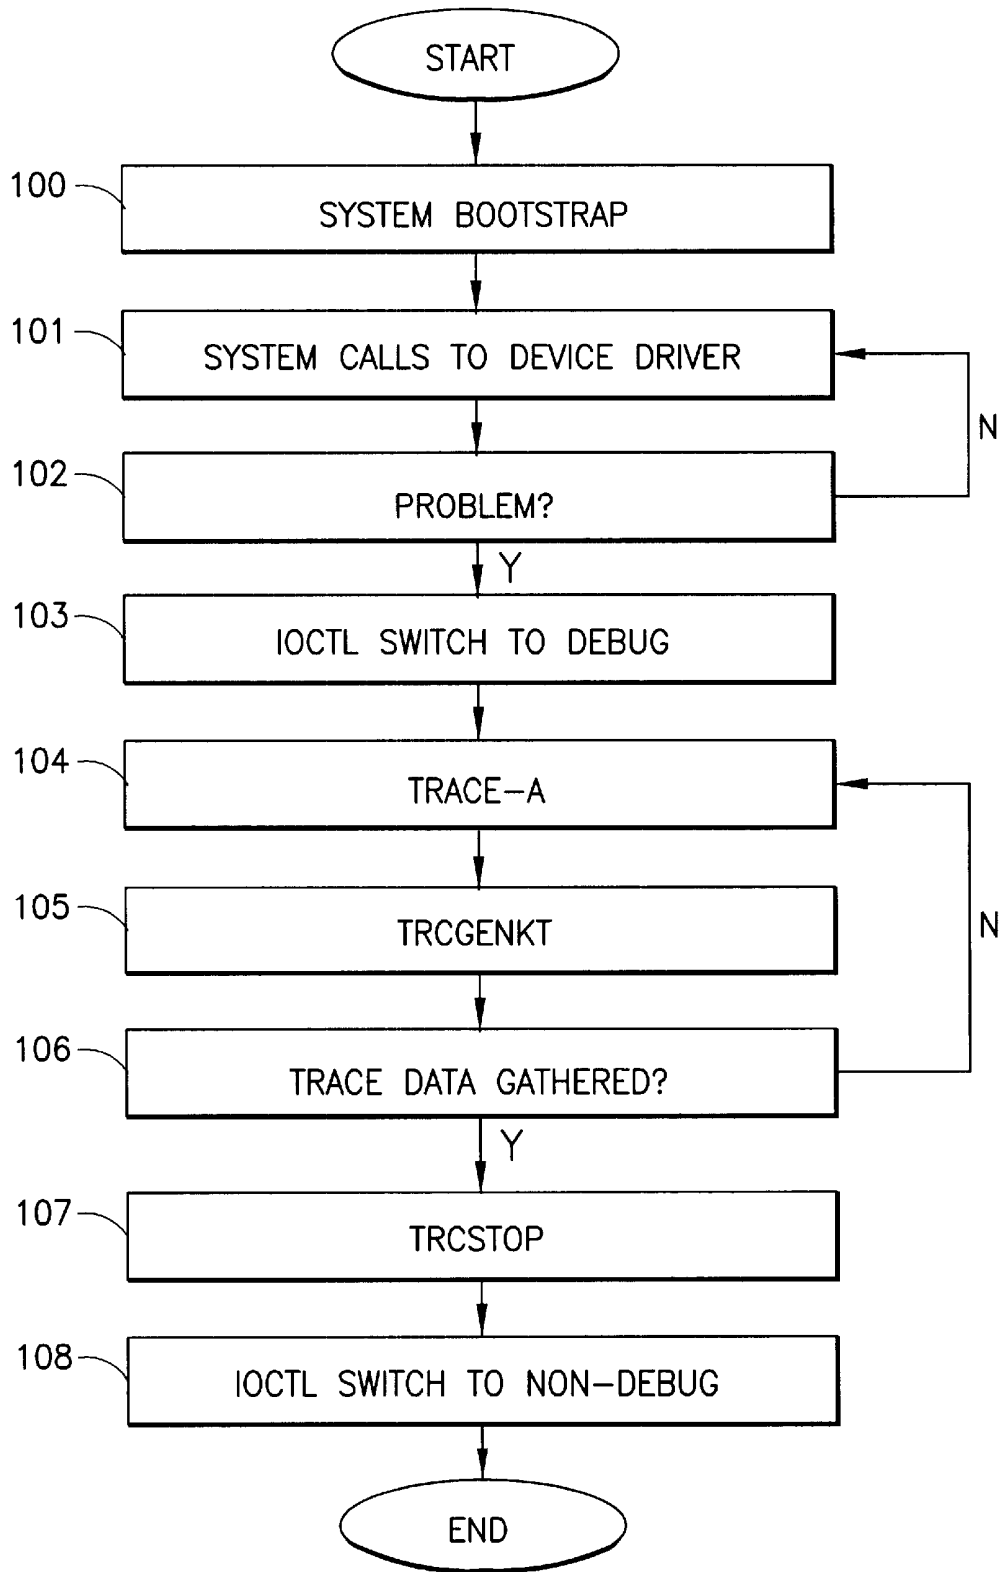 START
100
SYSTEM BOOTSTRAP
101
SYSTEM CALLS TO DEVICE DRIVER
N
102
PROBLEM?
Y
103
IOCTL SWITCH TO DEBUG
104
TRACE-A
105
TRCGENKT
N
106
TRACE DATA GATHERED?
Y
107
TRCSTOP
108
IOCTL SWITCH TO NON-DEBUG
END